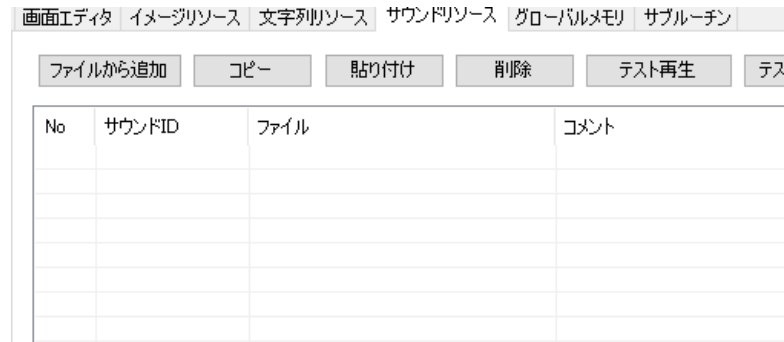 画面エディタ イメージリソース 文字列リソース サウンドリソース グローバルメモリ サブルーチン
ファイルから追加 コピー 貼り付け 削除 テスト再生 テス
No サウンドID ファイル コメント